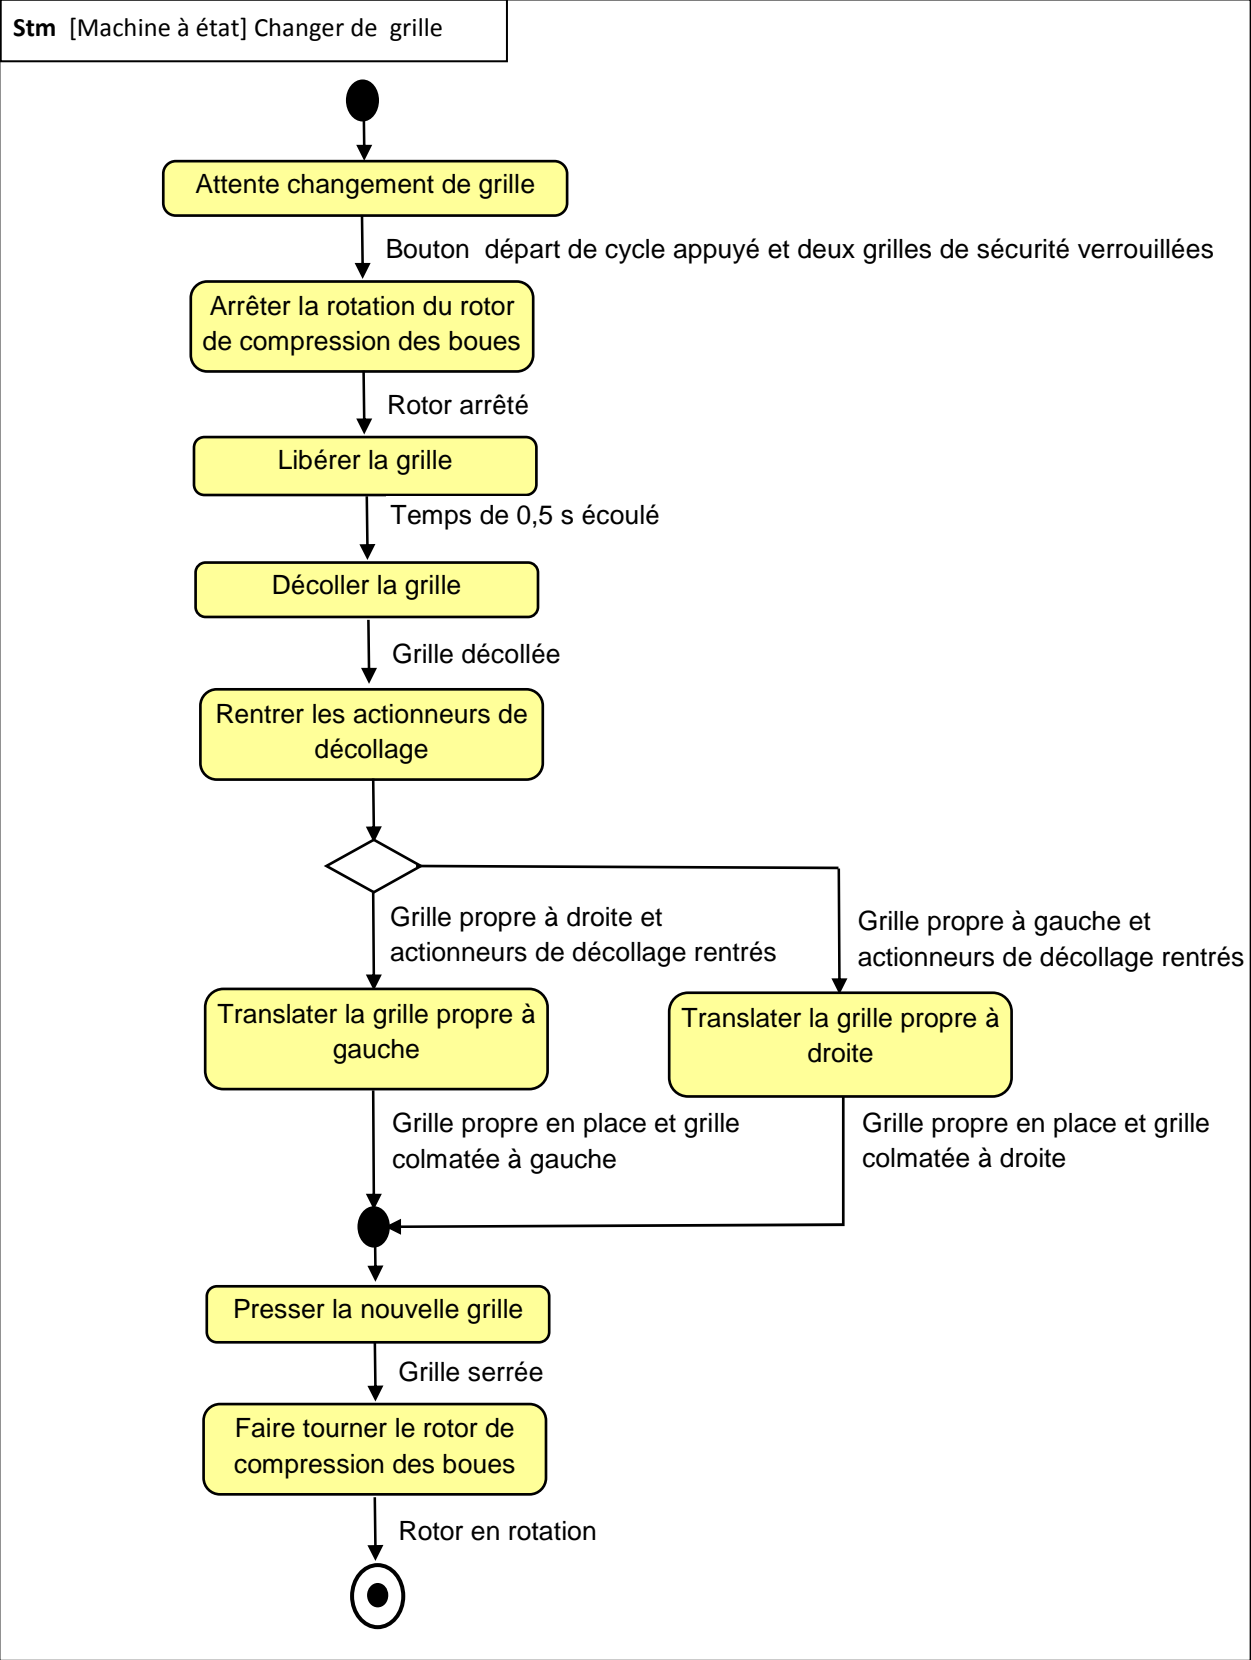 Stm [Machine à état] Changer de grille
Attente changement de grille
Bouton départ de cycle appuyé et deux grilles de sécurité verrouillées
Arrêter la rotation du rotor
de compression des boues
Rotor arrêté
Libérer la grille
Temps de 0,5 s écoulé
Décoller la grille
Grille décollée
Rentrer les actionneurs de
décollage
Grille propre à droite et
actionneurs de décollage rentrés
Grille propre à gauche et
actionneurs de décollage rentrés
Translater la grille propre à
gauche
Translater la grille propre à
droite
Grille propre en place et grille
colmatée à gauche
Grille propre en place et grille
colmatée à droite
Presser la nouvelle grille
Grille serrée
Faire tourner le rotor de
compression des boues
Rotor en rotation